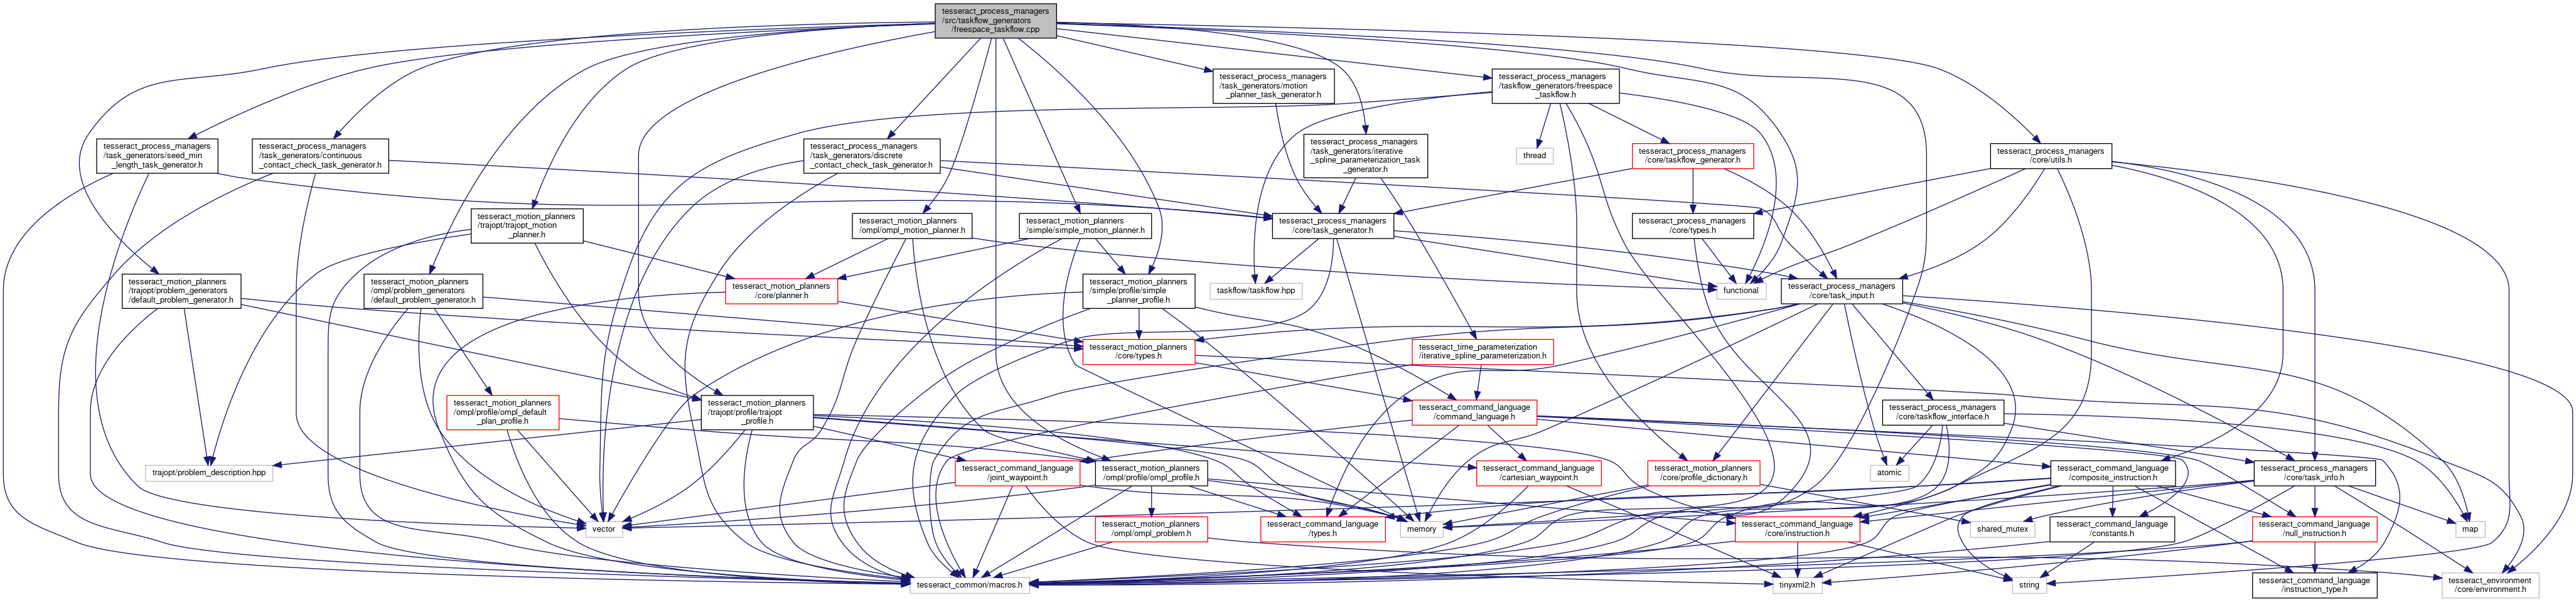 tesseract_process_managers
/src/taskflow_generators
/freespace_taskflow.cpp
tesseract_process_managers
/task_generators/motion
_planner_task_generator.h
tesseract_process_managers
/taskflow_generators/freespace
_taskflow.h
tesseract_process_managers
/task_generators/seed_min
_length_task_generator.h
tesseract_process_managers
/task_generators/continuous
_contact_check_task_generator.h
tesseract_process_managers
/task_generators/discrete
_contact_check_task_generator.h
tesseract_process_managers
/task_generators/iterative
_spline_parameterization_task
_generator.h
thread
tesseract_process_managers
/core/taskflow_generator.h
tesseract_process_managers
/core/utils.h
tesseract_motion_planners
/trajopt/trajopt_motion
_planner.h
tesseract_motion_planners
/ompl/ompl_motion_planner.h
tesseract_motion_planners
/simple/simple_motion_planner.h
tesseract_process_managers
/core/task_generator.h
tesseract_process_managers
/core/types.h
tesseract_motion_planners
/trajopt/problem_generators
/default_problem_generator.h
tesseract_motion_planners
/ompl/problem_generators
/default_problem_generator.h
tesseract_motion_planners
/core/planner.h
tesseract_motion_planners
/simple/profile/simple
_planner_profile.h
taskflow/taskflow.hpp
functional
tesseract_process_managers
/core/task_input.h
tesseract_motion_planners
/core/types.h
tesseract_time_parameterization
/iterative_spline_parameterization.h
tesseract_motion_planners
/ompl/profile/ompl_default
_plan_profile.h
tesseract_motion_planners
/trajopt/profile/trajopt
_profile.h
tesseract_command_language
/command_language.h
tesseract_process_managers
/core/taskflow_interface.h
trajopt/problem_description.hpp
tesseract_command_language
/joint_waypoint.h
tesseract_motion_planners
/ompl/profile/ompl_profile.h
tesseract_command_language
/cartesian_waypoint.h
tesseract_motion_planners
/core/profile_dictionary.h
atomic
tesseract_command_language
/composite_instruction.h
tesseract_process_managers
/core/task_info.h
vector
tesseract_motion_planners
/ompl/ompl_problem.h
tesseract_command_language
/types.h
memory
tesseract_command_language
/core/instruction.h
shared_mutex
tesseract_command_language
/constants.h
tesseract_command_language
/null_instruction.h
map
tesseract_common/macros.h
tinyxml2.h
string
tesseract_command_language
/instruction_type.h
tesseract_environment
/core/environment.h